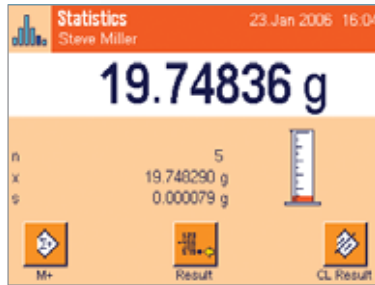 Statistics 23.Jan 2006 16:04
Steve Miller
19.74836 g
n 5
x 19.748290 g
s 0.000079 g
M+ Result CL Result